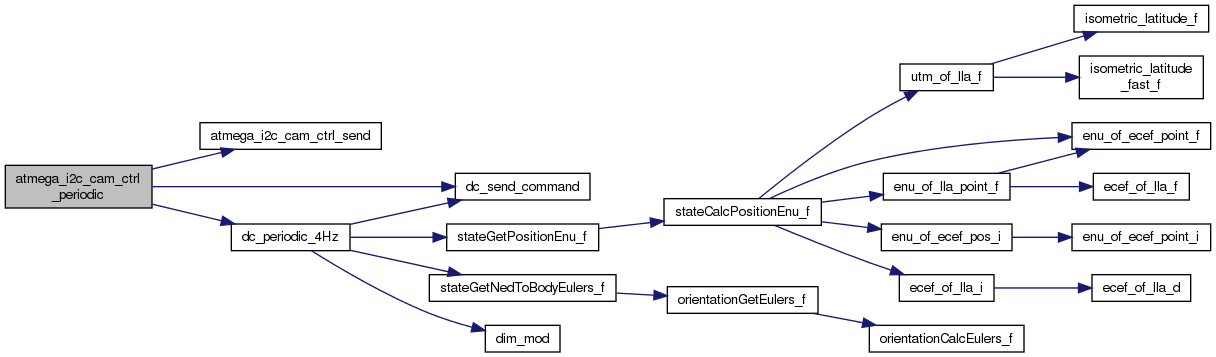 atmega_i2c_cam_ctrl
_periodic
atmega_i2c_cam_ctrl_send
dc_send_command
dc_periodic_4Hz
stateGetPositionEnu_f
stateGetNedToBodyEulers_f
dim_mod
stateCalcPositionEnu_f
orientationGetEulers_f
utm_of_lla_f
enu_of_lla_point_f
enu_of_ecef_pos_i
ecef_of_lla_i
orientationCalcEulers_f
isometric_latitude_f
isometric_latitude
_fast_f
enu_of_ecef_point_f
ecef_of_lla_f
enu_of_ecef_point_i
ecef_of_lla_d